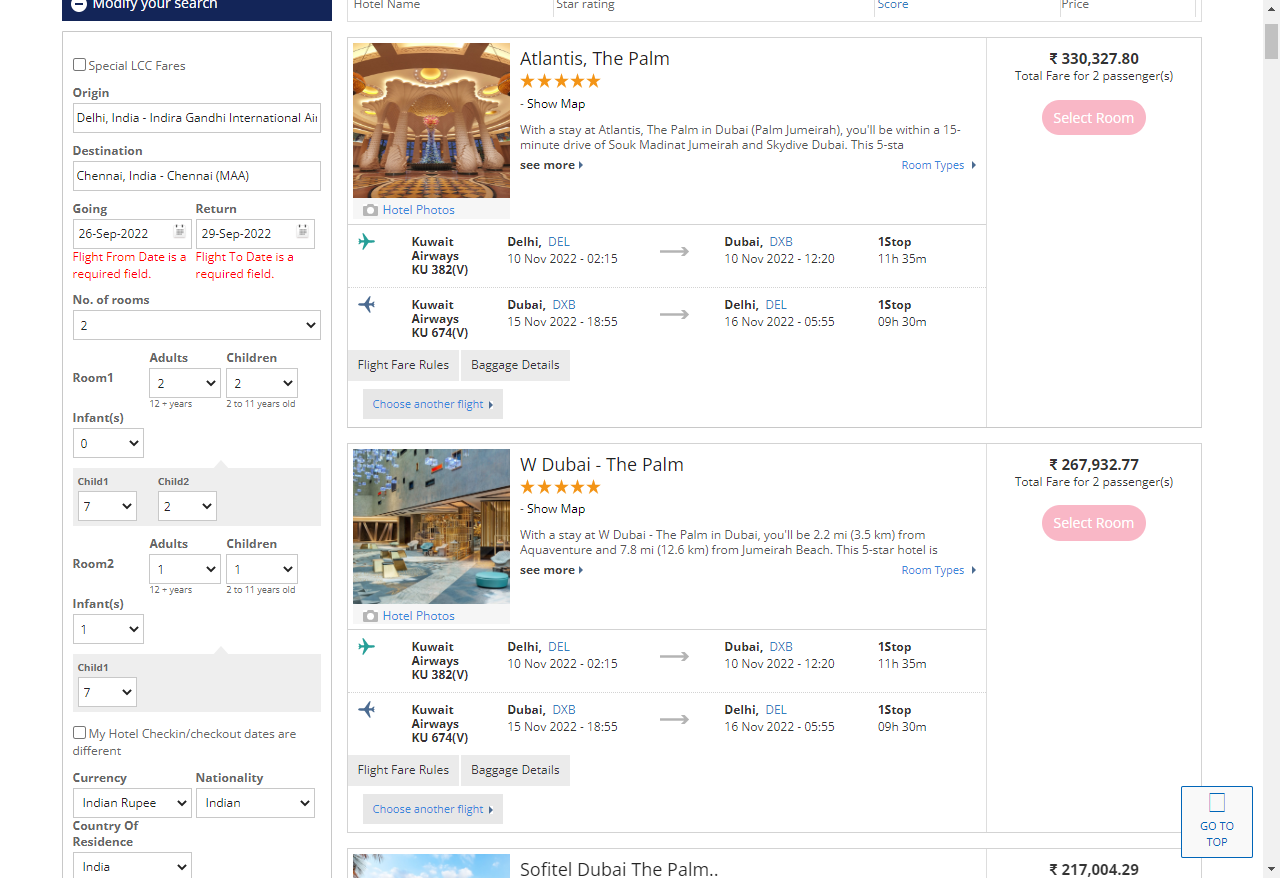 Modify your search
Special LCC Fares
Origin
Delhi, India - Indira Gandhi International Air
Destination
Chennai, India - Chennai (MAA)
Going
Return
26-Sep-2022
29-Sep-2022
Flight From Date is a required field.
Flight To Date is a required field.
No. of rooms
2
Adults
Children
Room1
2
2
12 + years
2 to 11 years old
Infant(s)
0
Child1
Child2
7
2
Adults
Children
Room2
1
1
12 + years
2 to 11 years old
Infant(s)
1
Child1
7
My Hotel Checkin/checkout dates are
different
Currency
Nationality
Indian Rupee
Indian
Country Of
Residence
India
Hotel Name
Star rating
Score
Price
Atlantis, The Palm
- Show Map
With a stay at Atlantis, The Palm in Dubai (Palm Jumeirah), you'll be within a 15-
minute drive of Souk Madinat Jumeirah and Skydive Dubai. This 5-sta
see more
Room Types
Hotel Photos
₹ 330,327.80
Total Fare for 2 passenger(s)
Select Room
Kuwait
Airways
KU 382(V)
Delhi, DEL
10 Nov 2022 - 02:15
Dubai, DXB
10 Nov 2022 - 12:20
1Stop
11h 35m
Kuwait
Airways
KU 674(V)
Dubai, DXB
15 Nov 2022 - 18:55
Delhi, DEL
16 Nov 2022 - 05:55
1Stop
09h 30m
Flight Fare Rules
Baggage Details
Choose another flight
W Dubai - The Palm
- Show Map
With a stay at W Dubai - The Palm in Dubai, you'll be 2.2 mi (3.5 km) from
Aquaventure and 7.8 mi (12.6 km) from Jumeirah Beach. This 5-star hotel is
see more
Room Types
Hotel Photos
₹ 267,932.77
Total Fare for 2 passenger(s)
Select Room
Kuwait
Airways
KU 382(V)
Delhi, DEL
10 Nov 2022 - 02:15
Dubai, DXB
10 Nov 2022 - 12:20
1Stop
11h 35m
Kuwait
Airways
KU 674(V)
Dubai, DXB
15 Nov 2022 - 18:55
Delhi, DEL
16 Nov 2022 - 05:55
1Stop
09h 30m
Flight Fare Rules
Baggage Details
Choose another flight
Sofitel Dubai The Palm..
₹ 217,004.29
GO TO
TOP